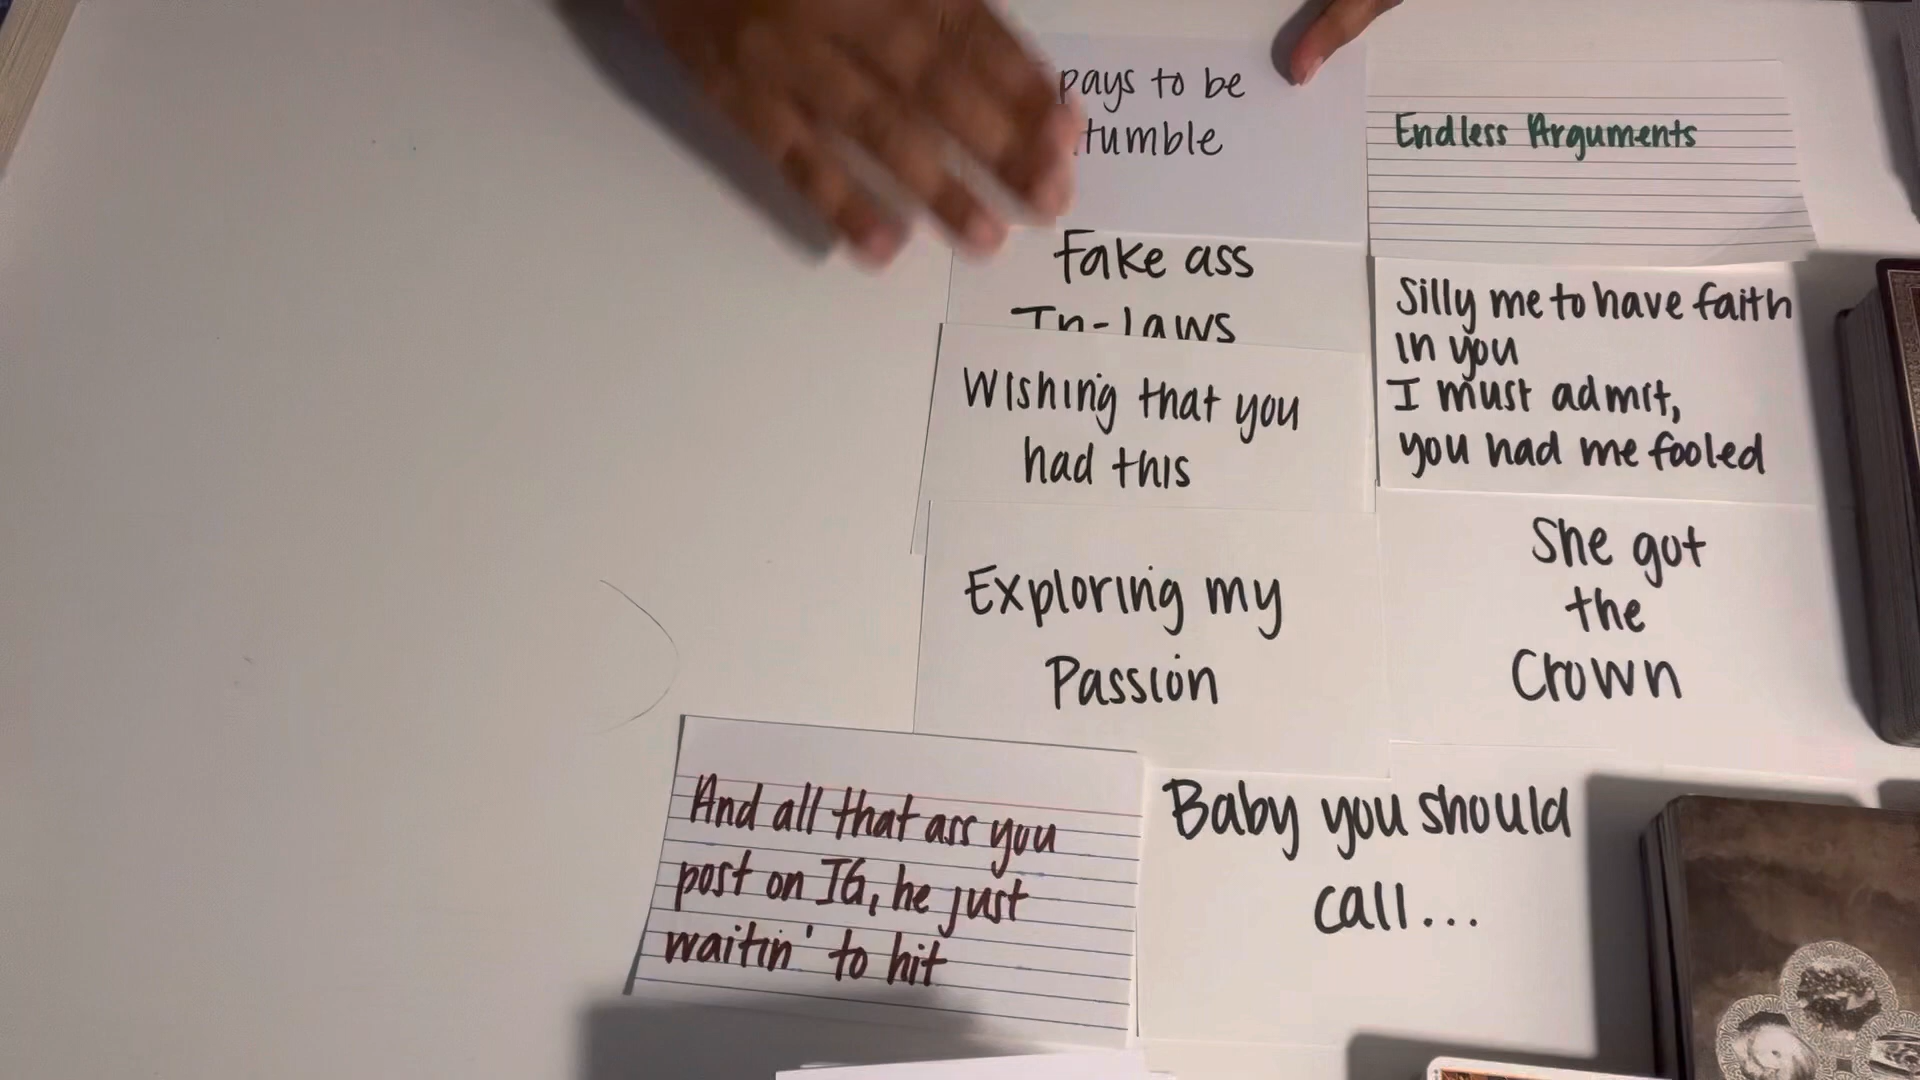 pays to be
Endless Arguments
Fake ass
In-laws
Silly me to have faith
in you
I must admit,
you had me fooled
Wishing that you
had this
She got
the
Crown
Exploring my
Passion
And all that ass you
post on IG, he just
waitin' to hit
Baby you should
call...